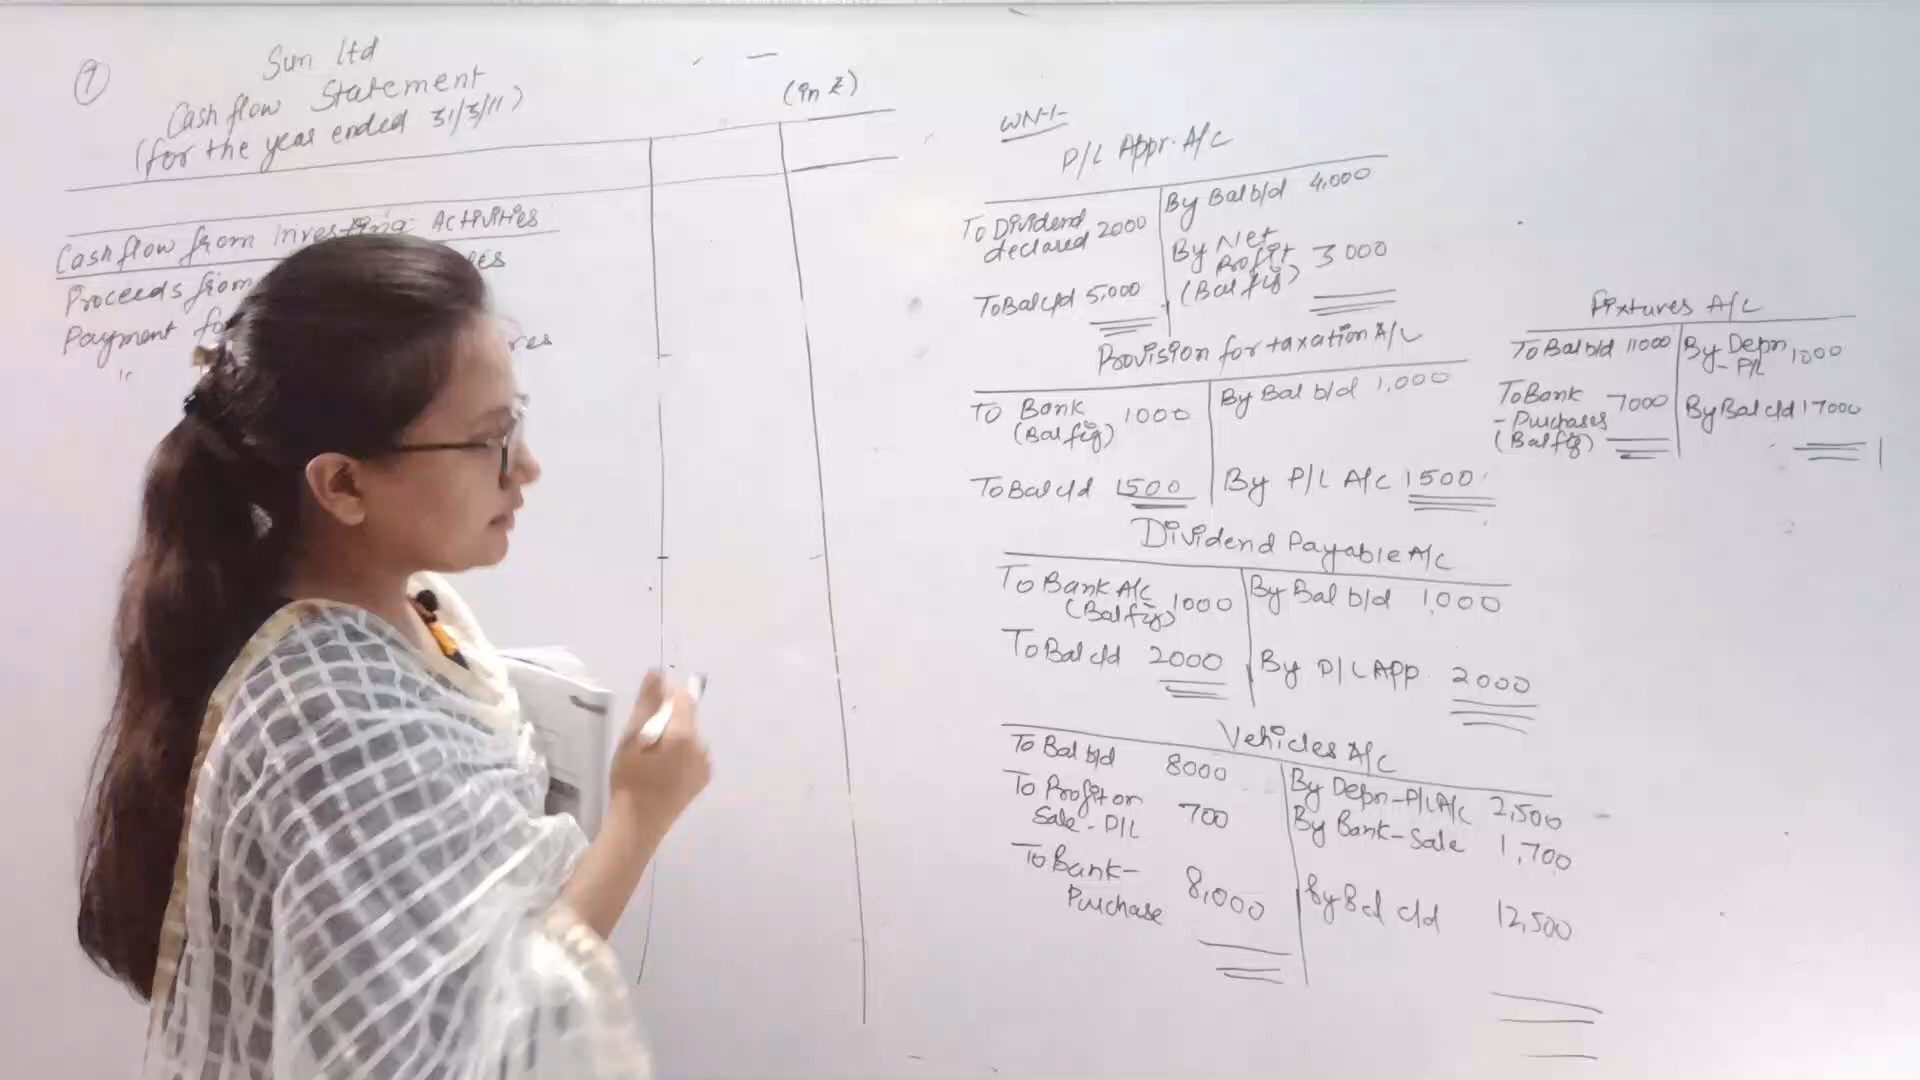 7
Sun Ltd
Cash flow Statement
(for the year ended 31/3/11)
(in ₹)
Cash flow from Investing Activities
Proceeds from
Payment for
"
WN-1-
P/L Appr. A/c
To Dividend declared 2000
By Bal b/d 4,000
By Net Profit (Bal fig) 3000
To Bal c/d 5,000
Provision for taxation A/c
To Bank (Bal fig) 1000
By Bal b/d 1,000
To Bal c/d 1500
By P/L A/c 1500
Dividend Payable A/c
To Bank A/c (Bal fig) 1000
By Bal b/d 1,000
To Bal c/d 2000
By P/L App. 2000
Vehicles A/c
To Bal b/d 8000
By Depn-P/L A/c 2,500
To Profit on Sale - P/L 700
By Bank-Sale 1,700
To Bank- Purchase 8,000
By Bal c/d 12,500
Fixtures A/c
To Bal b/d 11000
By Depn - P/L 1000
To Bank - Purchases (Bal fig) 7000
By Bal c/d 17000